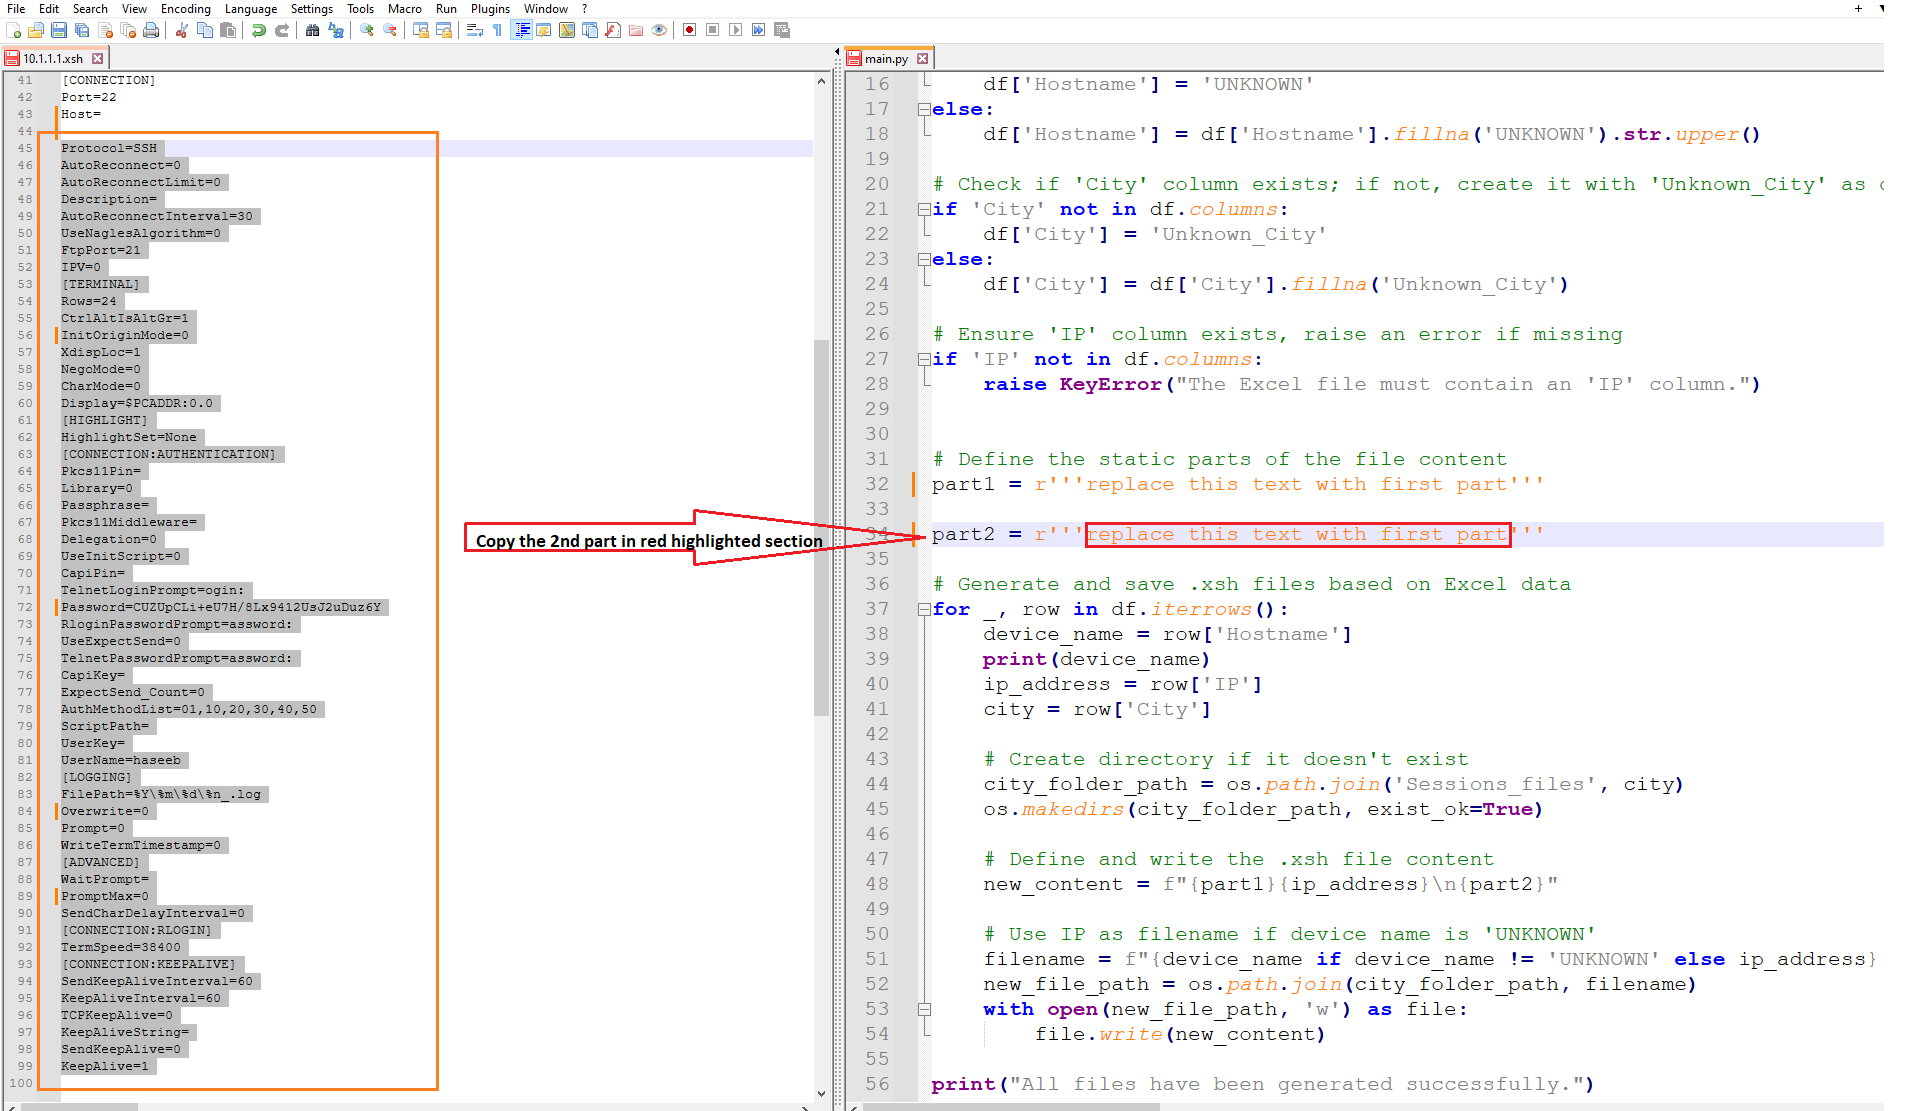 File Edit Search View Encoding Language Settings Tools Macro Run Plugins Window ?
10.1.1.1.xsh
41 [CONNECTION]
42 Port=22
43 Host=
44
45 Protocol=SSH
46 AutoReconnect=0
47 AutoReconnectLimit=0
48 Description=
49 AutoReconnectInterval=30
50 UseNaglesAlgorithm=0
51 FtpPort=21
52 IPV=0
53 [TERMINAL]
54 Rows=24
55 CtrlAltIsAltGr=1
56 InitOriginMode=0
57 XdispLoc=1
58 NegoMode=0
59 CharMode=0
60 Display=$PCADDR:0.0
61 [HIGHLIGHT]
62 HighlightSet=None
63 [CONNECTION:AUTHENTICATION]
64 Pkcs11Pin=
65 Library=0
66 Passphrase=
67 Pkcs11Middleware=
68 Delegation=0
69 UseInitScript=0
70 CapiPin=
71 TelnetLoginPrompt=ogin:
72 Password=CUZUpCLi+eU7H/8Lx9412UsJ2uDuz6Y
73 RloginPasswordPrompt=assword:
74 UseExpectSend=0
75 TelnetPasswordPrompt=assword:
76 CapiKey=
77 ExpectSend_Count=0
78 AuthMethodList=01,10,20,30,40,50
79 ScriptPath=
80 UserKey=
81 UserName=haseeb
82 [LOGGING]
83 FilePath=%Y\%m\%d\%n_.log
84 Overwrite=0
85 Prompt=0
86 WriteTermTimestamp=0
87 [ADVANCED]
88 WaitPrompt=
89 PromptMax=0
90 SendCharDelayInterval=0
91 [CONNECTION:RLOGIN]
92 TermSpeed=38400
93 [CONNECTION:KEEPALIVE]
94 SendKeepAliveInterval=60
95 KeepAliveInterval=60
96 TCPKeepAlive=0
97 KeepAliveString=
98 SendKeepAlive=0
99 KeepAlive=1
100
Copy the 2nd part in red highlighted section
main.py
16 df['Hostname'] = 'UNKNOWN'
17 else:
18 df['Hostname'] = df['Hostname'].fillna('UNKNOWN').str.upper()
19
20 # Check if 'City' column exists; if not, create it with 'Unknown_City' as
21 if 'City' not in df.columns:
22 df['City'] = 'Unknown_City'
23 else:
24 df['City'] = df['City'].fillna('Unknown_City')
25
26 # Ensure 'IP' column exists, raise an error if missing
27 if 'IP' not in df.columns:
28 raise KeyError("The Excel file must contain an 'IP' column.")
29
30
31 # Define the static parts of the file content
32 part1 = r'''replace this text with first part'''
33
34 part2 = r'''replace this text with first part'''
35
36 # Generate and save .xsh files based on Excel data
37 for _, row in df.iterrows():
38 device_name = row['Hostname']
39 print(device_name)
40 ip_address = row['IP']
41 city = row['City']
42
43 # Create directory if it doesn't exist
44 city_folder_path = os.path.join('Sessions_files', city)
45 os.makedirs(city_folder_path, exist_ok=True)
46
47 # Define and write the .xsh file content
48 new_content = f"{part1}{ip_address}\n{part2}"
49
50 # Use IP as filename if device name is 'UNKNOWN'
51 filename = f"{device_name if device_name != 'UNKNOWN' else ip_address}
52 new_file_path = os.path.join(city_folder_path, filename)
53 with open(new_file_path, 'w') as file:
54 file.write(new_content)
55
56 print("All files have been generated successfully.")